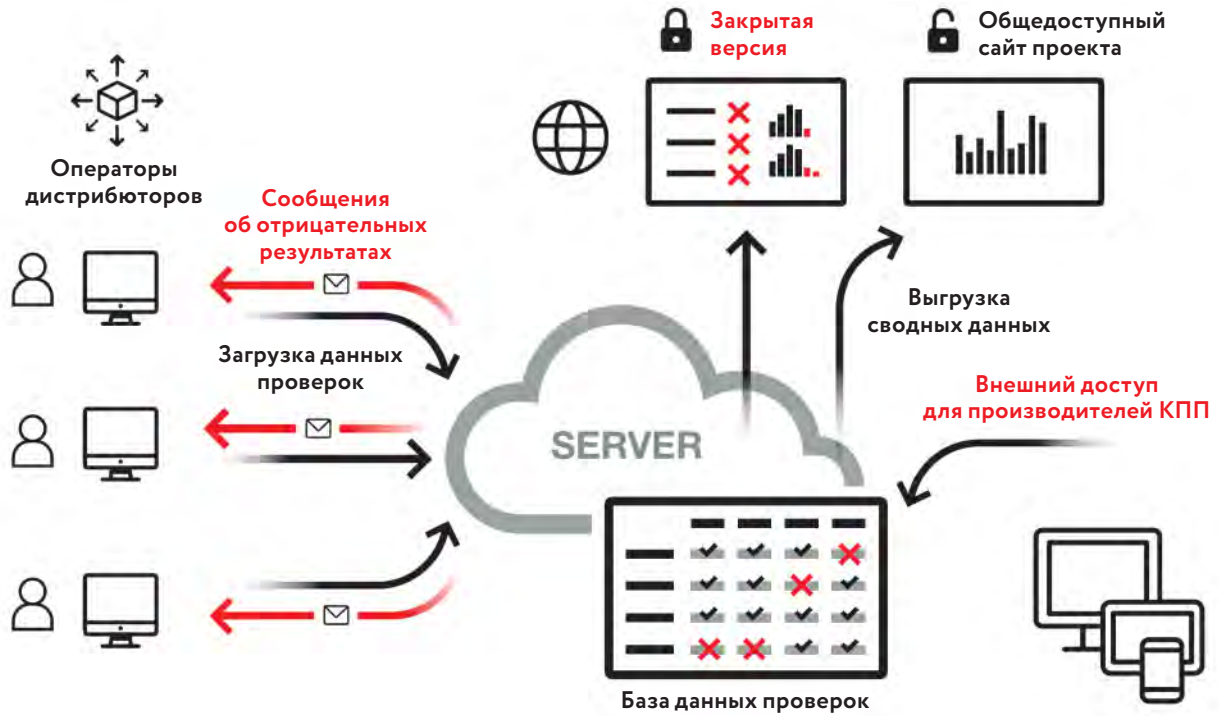 Закрытая
версия
Общедоступный
сайт проекта
Операторы
дистрибюторов
Сообщения
об отрицательных
результатах
Загрузка данных
проверок
Выгрузка
сводных данных
Внешний доступ
для производителей КПП
SERVER
База данных проверок